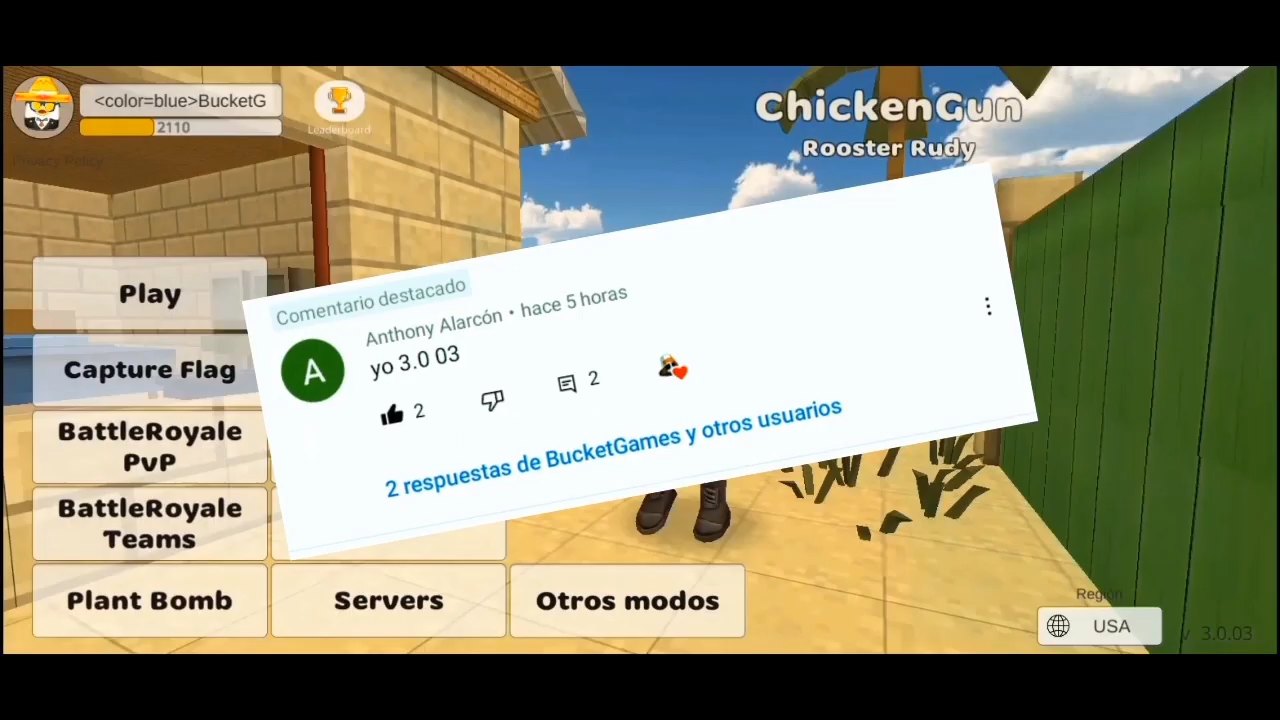 <color=blue>BucketG
2110
Leaderboard
Privacy Policy
ChickenGun
Rooster Rudy
Play
Capture Flag
BattleRoyale
PvP
BattleRoyale
Teams
Plant Bomb
Servers
Otros modos
Comentario destacado
Anthony Alarcón • hace 5 horas
yo 3.0 03
2
2
2 respuestas de BucketGames y otros usuarios
A
Región
USA
v 3.0.03